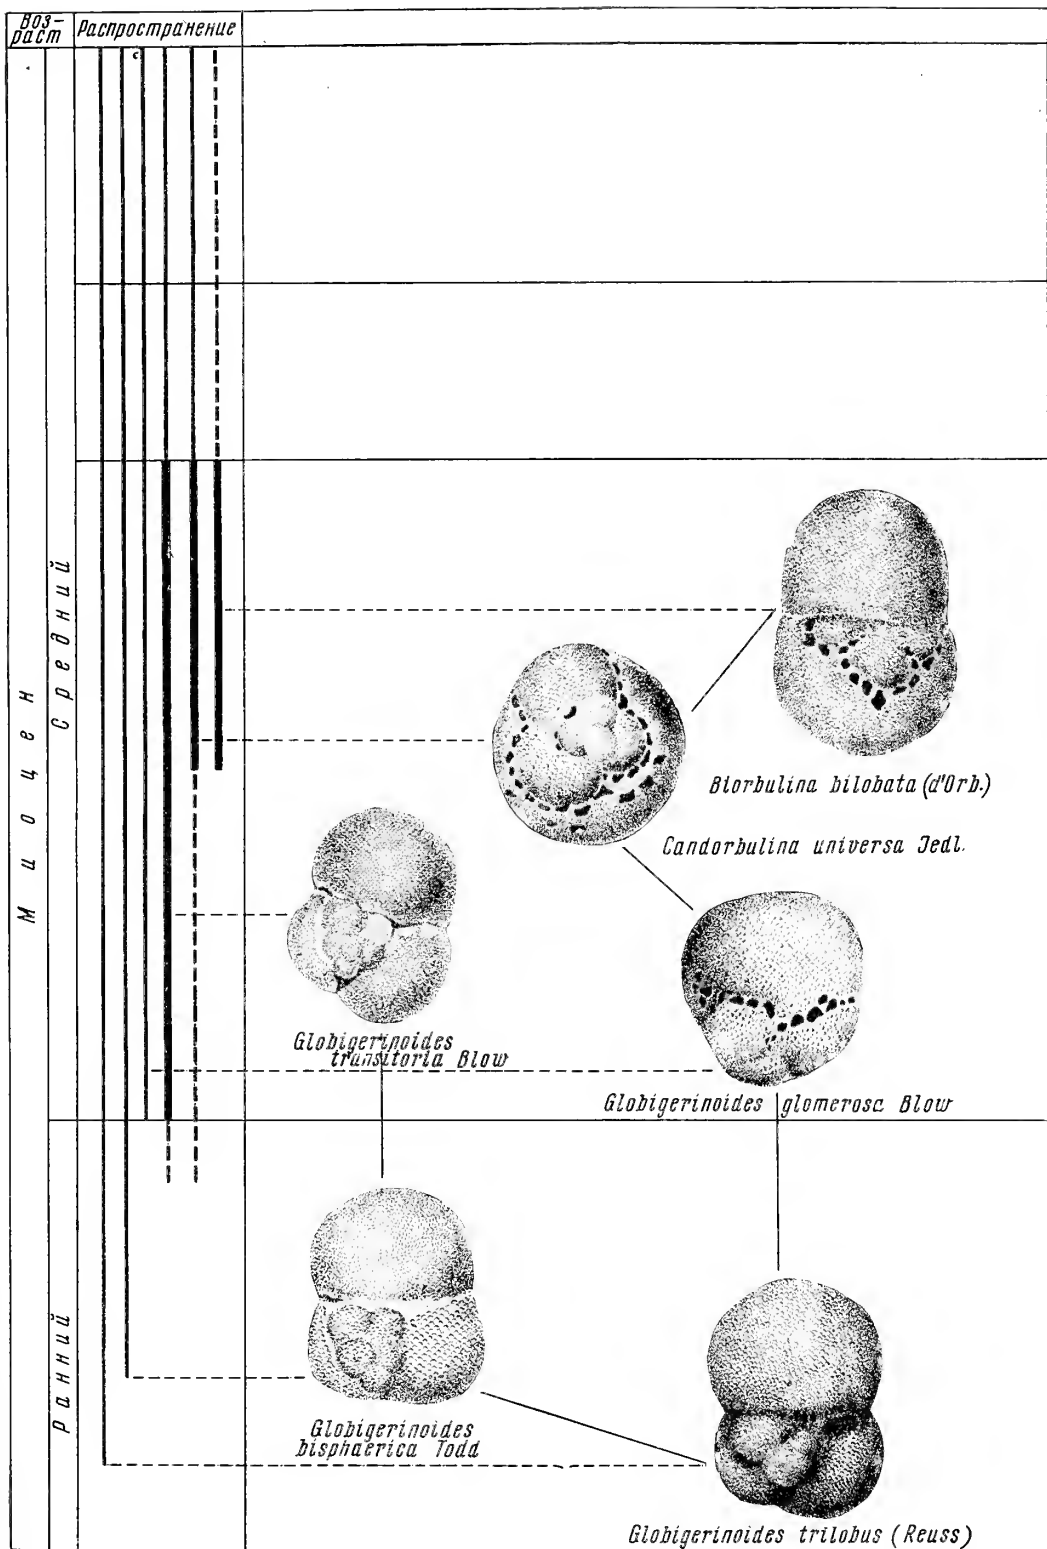 Воз-
раст
Распространение
Миоцен
Средний
Ранний
Biorbulina bilobata (d'Orb.)
Candorbulina universa Jedl.
Globigerinoides
transitoria Blow
Globigerinoides glomerosa Blow
Globigerinoides
bisphaerica Todd
Globigerinoides trilobus (Reuss)